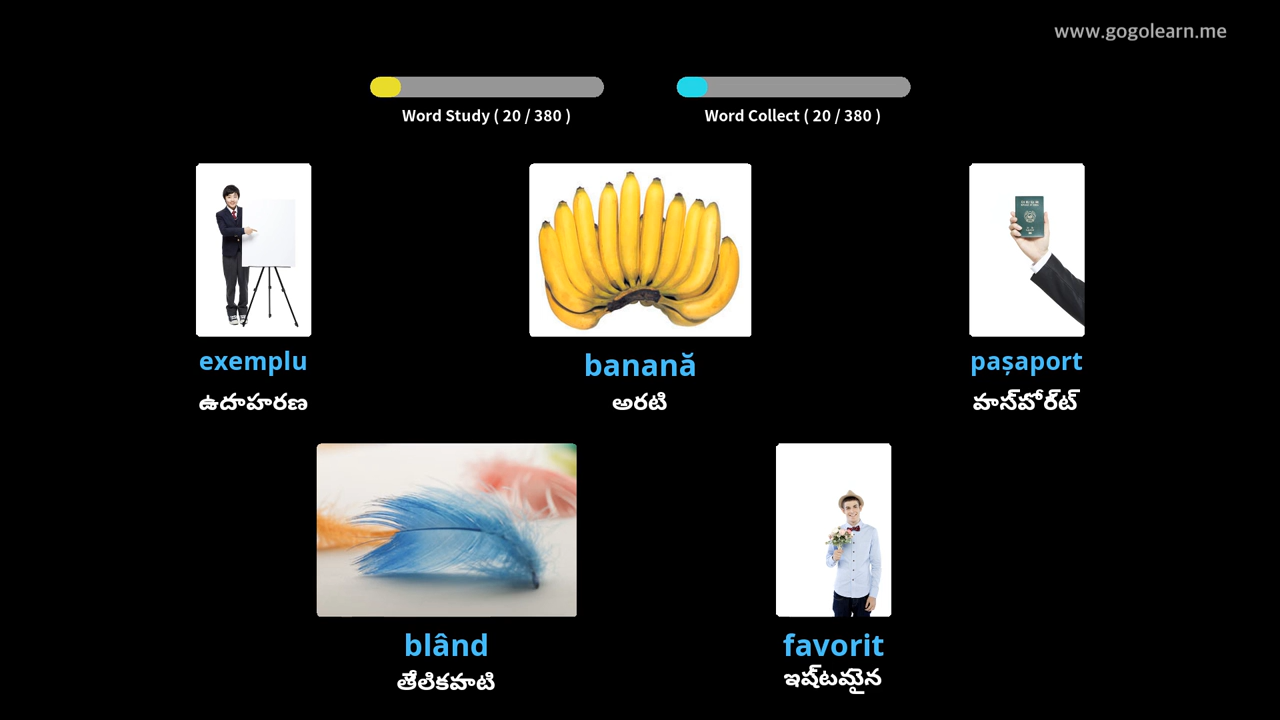 www.gogolearn.me
Word Study ( 20 / 380 )
Word Collect ( 20 / 380 )
exemplu
ఉదాహరణ
banană
అరటి
pașaport
పాస్‌పోర్ట్
blând
తేలికపాటి
favorit
ఇష్టమైన